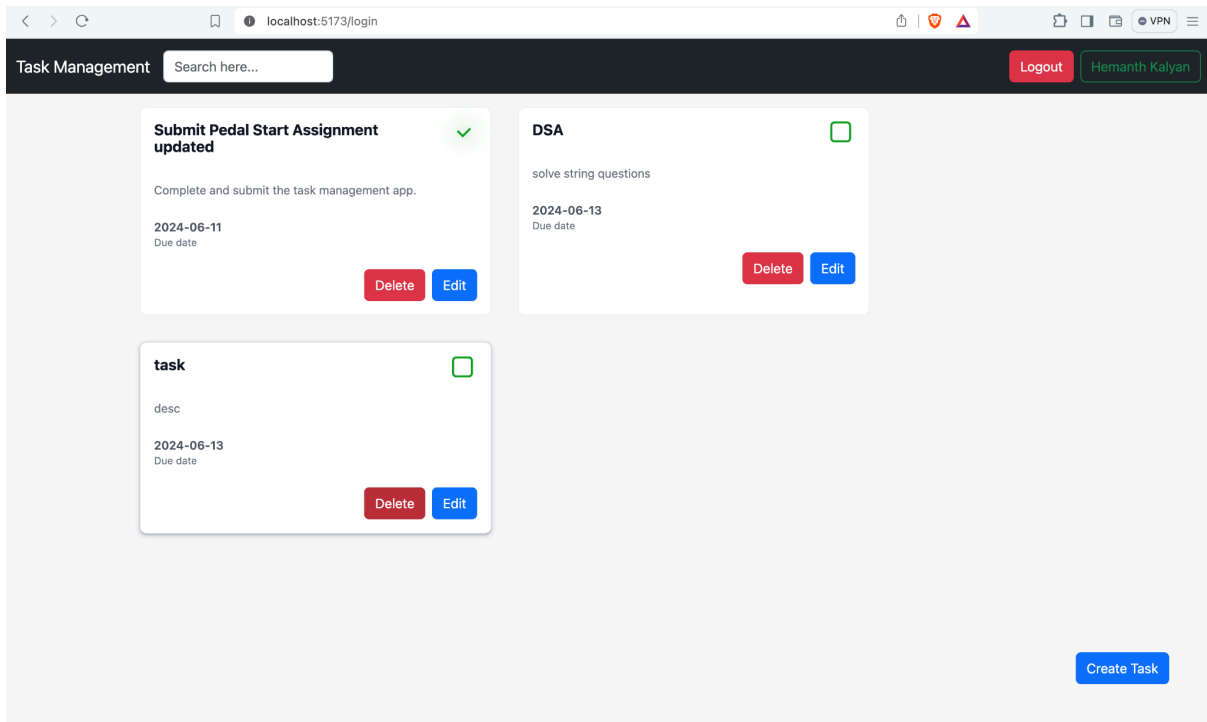 localhost:5173/login
VPN
Task Management
Search here...
Logout
Hemanth Kalyan
Submit Pedal Start Assignment
updated
Complete and submit the task management app.
2024-06-11
Due date
Delete
Edit
DSA
solve string questions
2024-06-13
Due date
Delete
Edit
task
desc
2024-06-13
Due date
Delete
Edit
Create Task